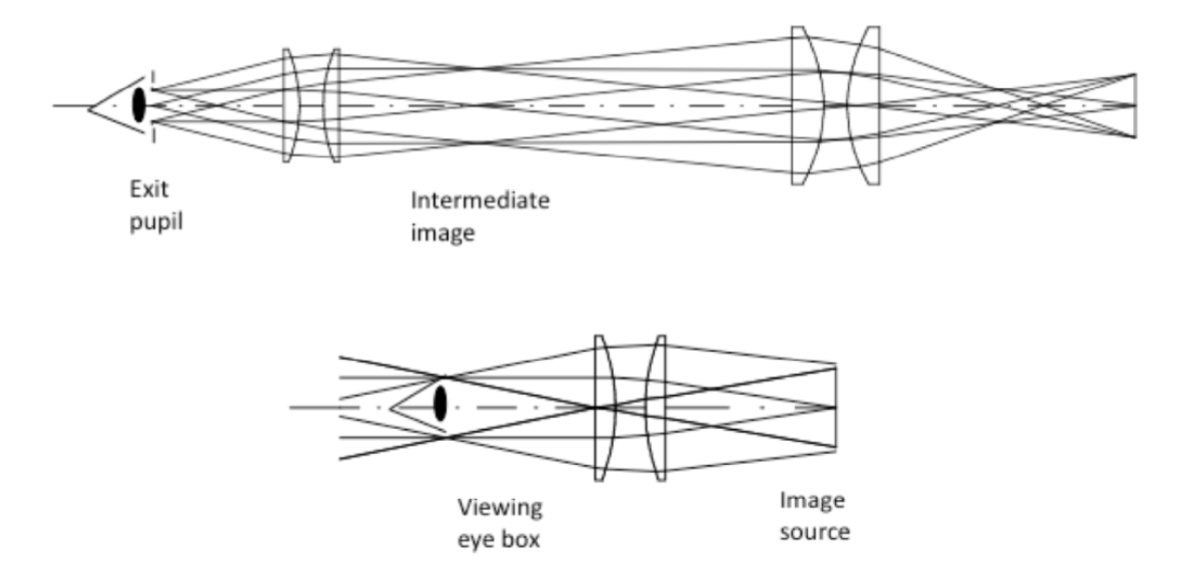 Exit
pupil
Intermediate
image
Viewing
eye box
Image
source